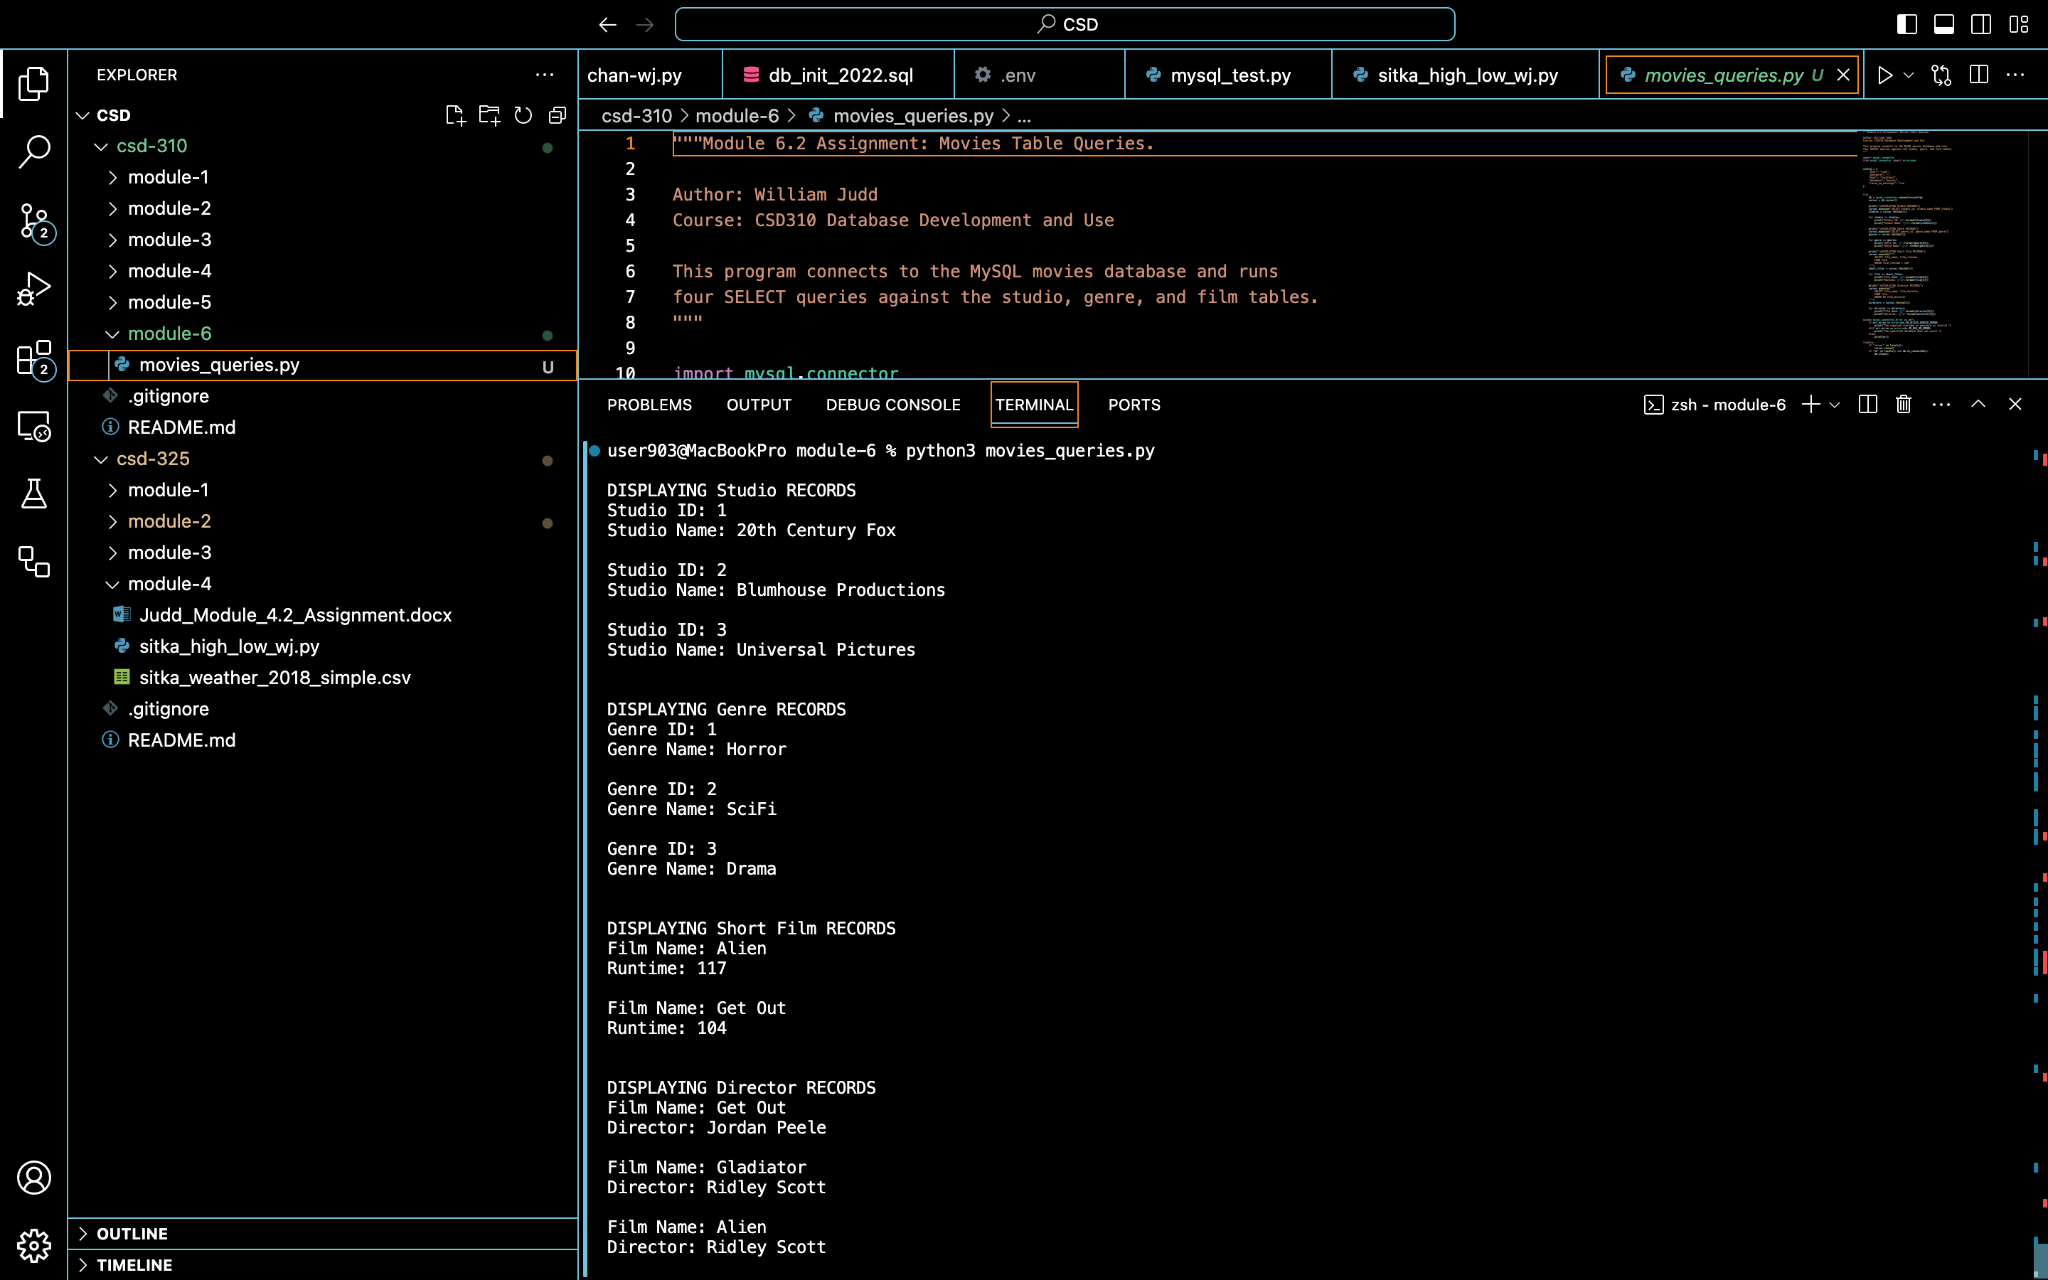 CSD
EXPLORER
CSD
csd-310
module-1
module-2
module-3
module-4
module-5
module-6
movies_queries.py U
.gitignore
README.md
csd-325
module-1
module-2
module-3
module-4
Judd_Module_4.2_Assignment.docx
sitka_high_low_wj.py
sitka_weather_2018_simple.csv
.gitignore
README.md
OUTLINE
TIMELINE
2
2
chan-wj.py db_init_2022.sql .env mysql_test.py sitka_high_low_wj.py movies_queries.py U
csd-310 > module-6 > movies_queries.py > ...
1 """Module 6.2 Assignment: Movies Table Queries.
2
3 Author: William Judd
4 Course: CSD310 Database Development and Use
5
6 This program connects to the MySQL movies database and runs
7 four SELECT queries against the studio, genre, and film tables.
8 """
9
10 import mysql.connector
PROBLEMS OUTPUT DEBUG CONSOLE TERMINAL PORTS zsh - module-6
user903@MacBookPro module-6 % python3 movies_queries.py
DISPLAYING Studio RECORDS
Studio ID: 1
Studio Name: 20th Century Fox
Studio ID: 2
Studio Name: Blumhouse Productions
Studio ID: 3
Studio Name: Universal Pictures
DISPLAYING Genre RECORDS
Genre ID: 1
Genre Name: Horror
Genre ID: 2
Genre Name: SciFi
Genre ID: 3
Genre Name: Drama
DISPLAYING Short Film RECORDS
Film Name: Alien
Runtime: 117
Film Name: Get Out
Runtime: 104
DISPLAYING Director RECORDS
Film Name: Get Out
Director: Jordan Peele
Film Name: Gladiator
Director: Ridley Scott
Film Name: Alien
Director: Ridley Scott